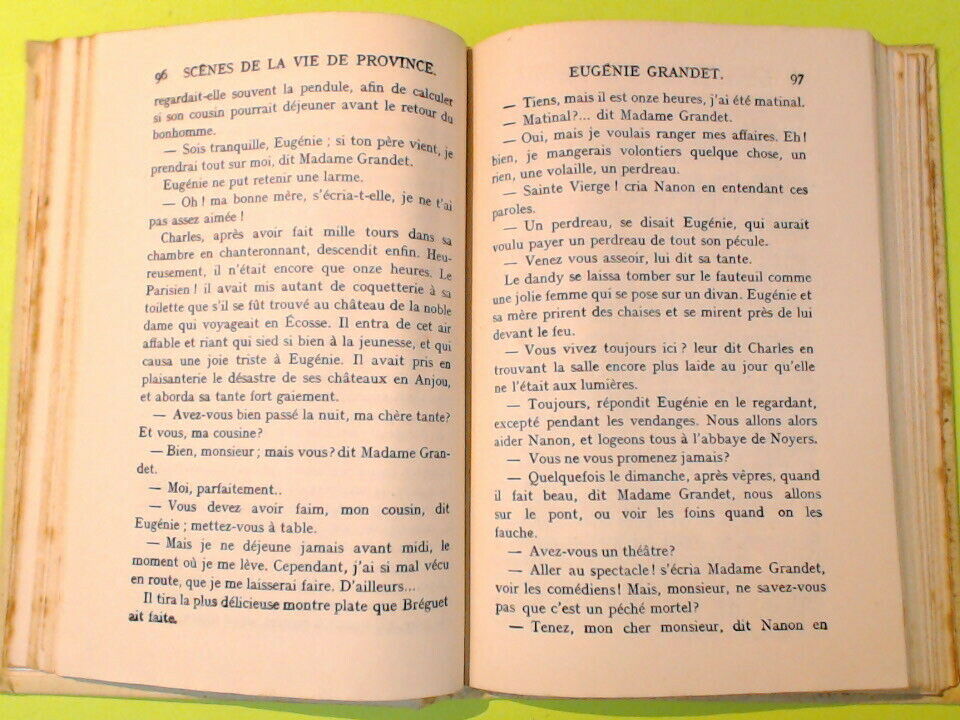 96 SCÈNES DE LA VIE DE PROVINCE.
regardait-elle souvent la pendule, afin de calculer
si son cousin pourrait déjeuner avant le retour du
bonhomme.
— Sois tranquille, Eugénie ; si ton père vient, je
prendrai tout sur moi, dit Madame Grandet.
Eugénie ne put retenir une larme.
— Oh ! ma bonne mère, s'écria-t-elle, je ne t'ai
pas assez aimée !
Charles, après avoir fait mille tours dans sa
chambre en chanteronnant, descendit enfin. Heu-
reusement, il n'était encore que onze heures. Le
Parisien ! il avait mis autant de coquetterie à sa
toilette que s'il se fût trouvé au château de la noble
dame qui voyageait en Écosse. Il entra de cet air
affable et riant qui sied si bien à la jeunesse, et qui
causa une joie triste à Eugénie. Il avait pris en
plaisanterie le désastre de ses châteaux en Anjou,
et aborda sa tante fort gaiement.
— Avez-vous bien passé la nuit, ma chère tante?
Et vous, ma cousine?
— Bien, monsieur ; mais vous? dit Madame Gran-
det.
— Moi, parfaitement..
— Vous devez avoir faim, mon cousin, dit
Eugénie ; mettez-vous à table.
— Mais je ne déjeune jamais avant midi, le
moment où je me lève. Cependant, j'ai si mal vécu
en route, que je me laisserai faire. D'ailleurs...
Il tira la plus délicieuse montre plate que Bréguet
ait faite.
EUGÉNIE GRANDET. 97
— Tiens, mais il est onze heures, j'ai été matinal.
— Matinal?... dit Madame Grandet.
— Oui, mais je voulais ranger mes affaires. Eh!
bien, je mangerais volontiers quelque chose, un
rien, une volaille, un perdreau.
— Sainte Vierge! cria Nanon en entendant ces
paroles.
— Un perdreau, se disait Eugénie, qui aurait
voulu payer un perdreau de tout son pécule.
— Venez vous asseoir, lui dit sa tante.
Le dandy se laissa tomber sur le fauteuil comme
une jolie femme qui se pose sur un divan. Eugénie et
sa mère prirent des chaises et se mirent près de lui
devant le feu.
— Vous vivez toujours ici? leur dit Charles en
trouvant la salle encore plus laide au jour qu'elle
ne l'était aux lumières.
— Toujours, répondit Eugénie en le regardant,
excepté pendant les vendanges. Nous allons alors
aider Nanon, et logeons tous à l'abbaye de Noyers.
— Vous ne vous promenez jamais?
— Quelquefois le dimanche, après vêpres, quand
il fait beau, dit Madame Grandet, nous allons
sur le pont, ou voir les foins quand on les
fauche.
— Avez-vous un théâtre?
— Aller au spectacle! s'écria Madame Grandet,
voir les comédiens! Mais, monsieur, ne savez-vous
pas que c'est un péché mortel?
— Tenez, mon cher monsieur, dit Nanon en